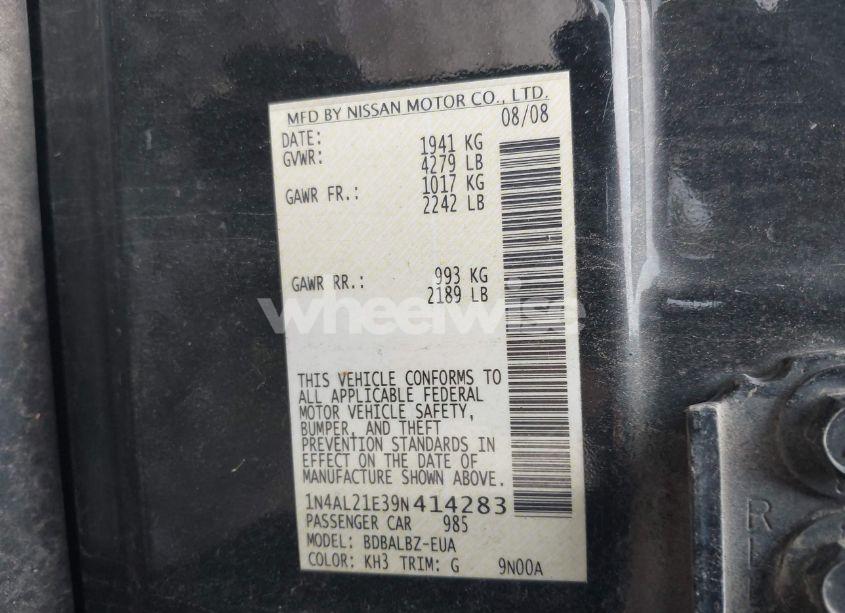 MFD BY NISSAN MOTOR CO., LTD.
DATE: 08/08
GVWR: 1941 KG
4279 LB
GAWR FR.: 1017 KG
2242 LB
GAWR RR.: 993 KG
2189 LB
wheelwise
THIS VEHICLE CONFORMS TO
ALL APPLICABLE FEDERAL
MOTOR VEHICLE SAFETY,
BUMPER, AND THEFT
PREVENTION STANDARDS IN
EFFECT ON THE DATE OF
MANUFACTURE SHOWN ABOVE.
1N4AL21E39N414283
PASSENGER CAR 985
MODEL: BDBALBZ-EUA
COLOR: KH3 TRIM: G 9N00A
R